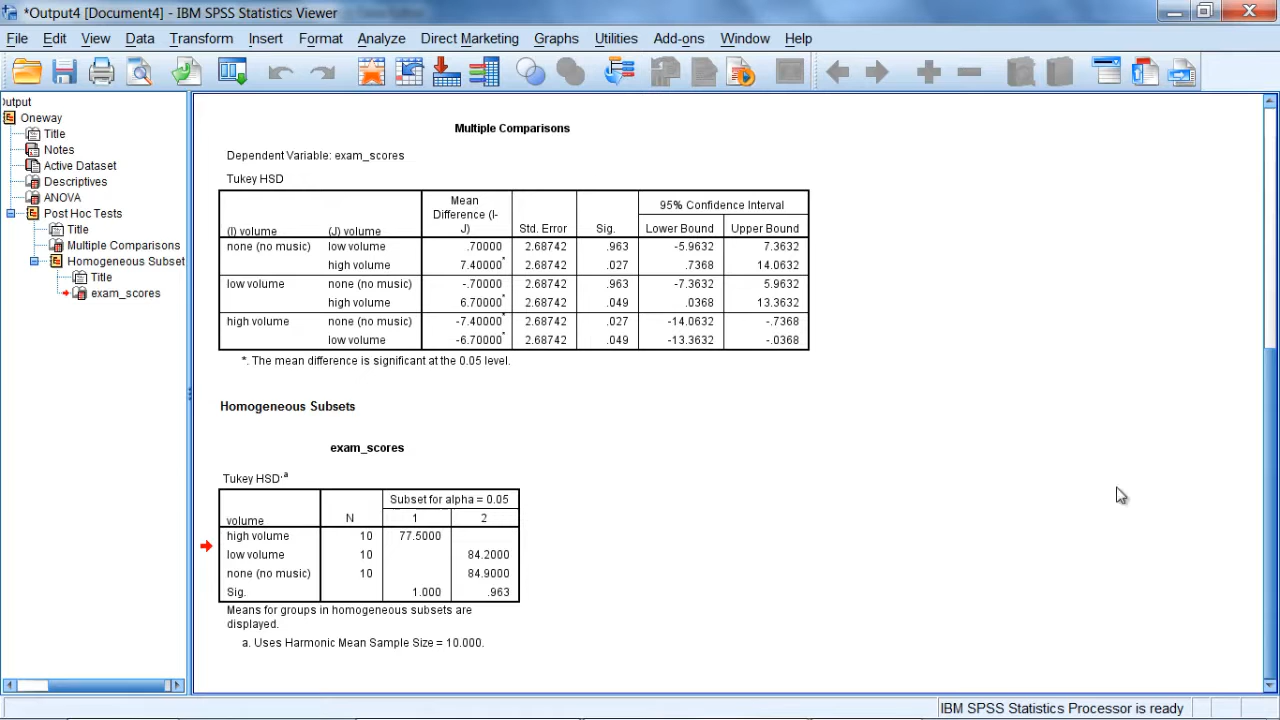 *Output4 [Document4] - IBM SPSS Statistics Viewer
File Edit View Data Transform Insert Format Analyze Direct Marketing Graphs Utilities Add-ons Window Help
Output
Oneway
Title
Notes
Active Dataset
Descriptives
ANOVA
Post Hoc Tests
Title
Multiple Comparisons
Homogeneous Subset
Title
exam_scores
Multiple Comparisons
Dependent Variable: exam_scores
Tukey HSD
(I) volume (J) volume Mean Difference (I-J) Std. Error Sig. 95% Confidence Interval
Lower Bound Upper Bound
none (no music) low volume .70000 2.68742 .963 -5.9632 7.3632
high volume 7.40000* 2.68742 .027 .7368 14.0632
low volume none (no music) -.70000 2.68742 .963 -7.3632 5.9632
high volume 6.70000* 2.68742 .049 .0368 13.3632
high volume none (no music) -7.40000* 2.68742 .027 -14.0632 -.7368
low volume -6.70000* 2.68742 .049 -13.3632 -.0368
*. The mean difference is significant at the 0.05 level.
Homogeneous Subsets
exam_scores
Tukey HSD.a
volume N Subset for alpha = 0.05
1 2
high volume 10 77.5000
low volume 10 84.2000
none (no music) 10 84.9000
Sig. 1.000 .963
Means for groups in homogeneous subsets are
displayed.
a. Uses Harmonic Mean Sample Size = 10.000.
IBM SPSS Statistics Processor is ready